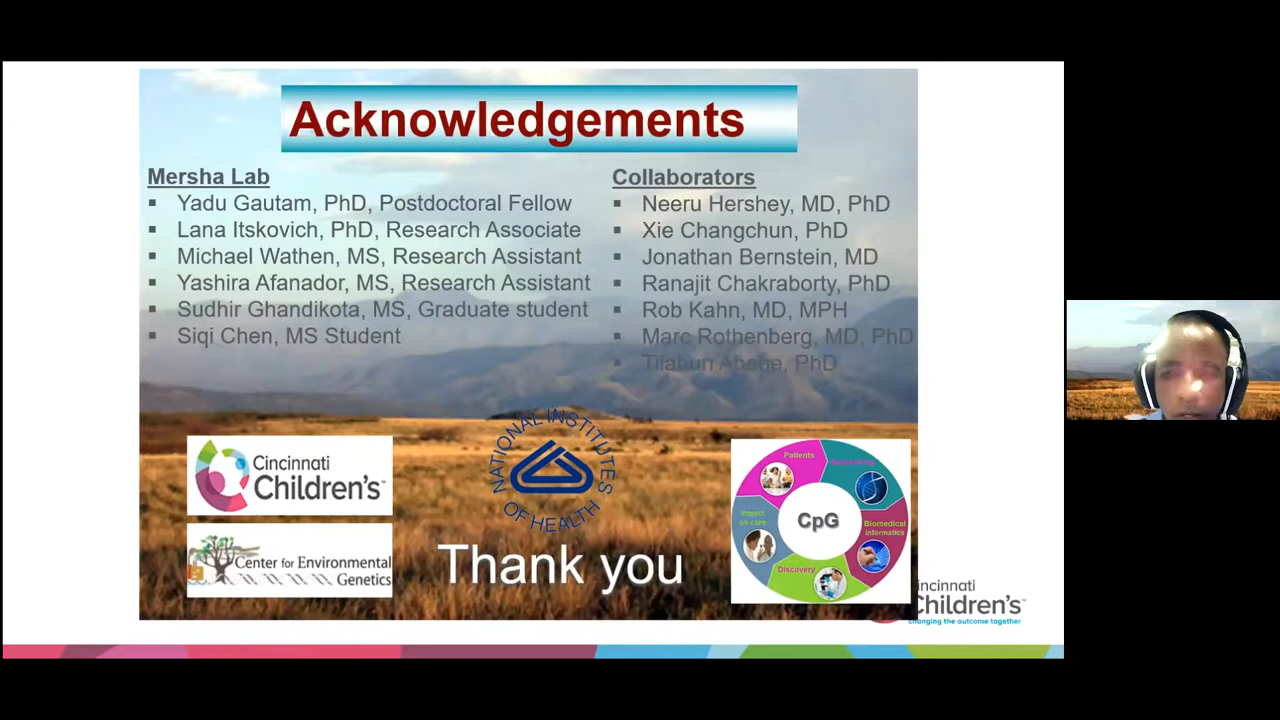 Acknowledgements
Mersha Lab
▪ Yadu Gautam, PhD, Postdoctoral Fellow
▪ Lana Itskovich, PhD, Research Associate
▪ Michael Wathen, MS, Research Assistant
▪ Yashira Afanador, MS, Research Assistant
▪ Sudhir Ghandikota, MS, Graduate student
▪ Siqi Chen, MS Student
Collaborators
▪ Neeru Hershey, MD, PhD
▪ Xie Changchun, PhD
▪ Jonathan Bernstein, MD
▪ Ranajit Chakraborty, PhD
▪ Rob Kahn, MD, MPH
▪ Marc Rothenberg, MD, PhD
▪ Tilahun Abebe, PhD
Cincinnati
Children's™
Center for Environmental
Genetics
NATIONAL INSTITUTES
OF HEALTH
Thank you
Patients
Sequencing
Biomedical
informatics
Discovery
Impact
on care
CpG
incinnati
Children's™
changing the outcome together